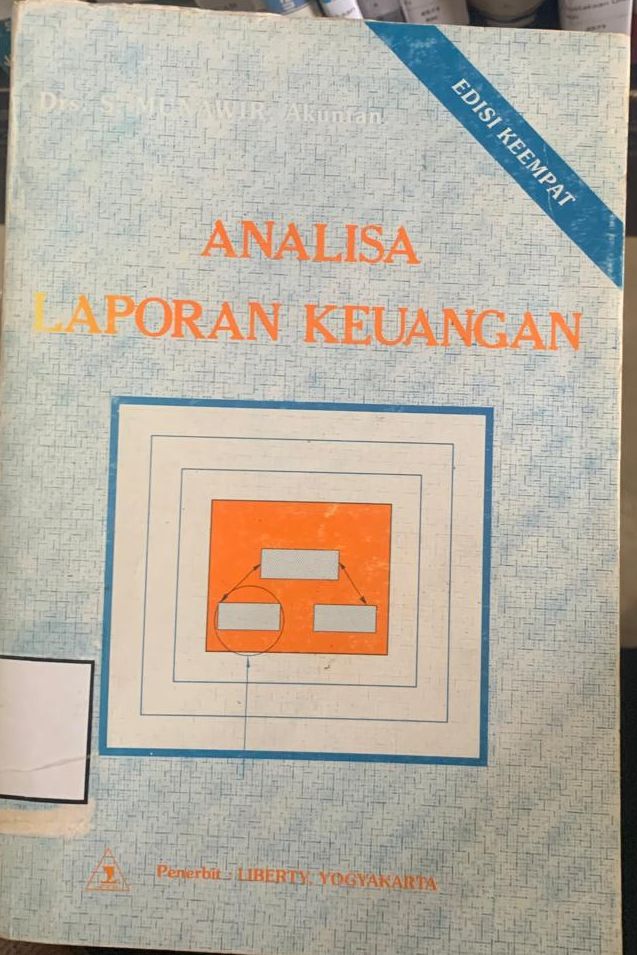 Drs. S. MUNAWIR, Akuntan
EDISI KEEMPAT
ANALISA
LAPORAN KEUANGAN
Penerbit : LIBERTY, YOGYAKARTA